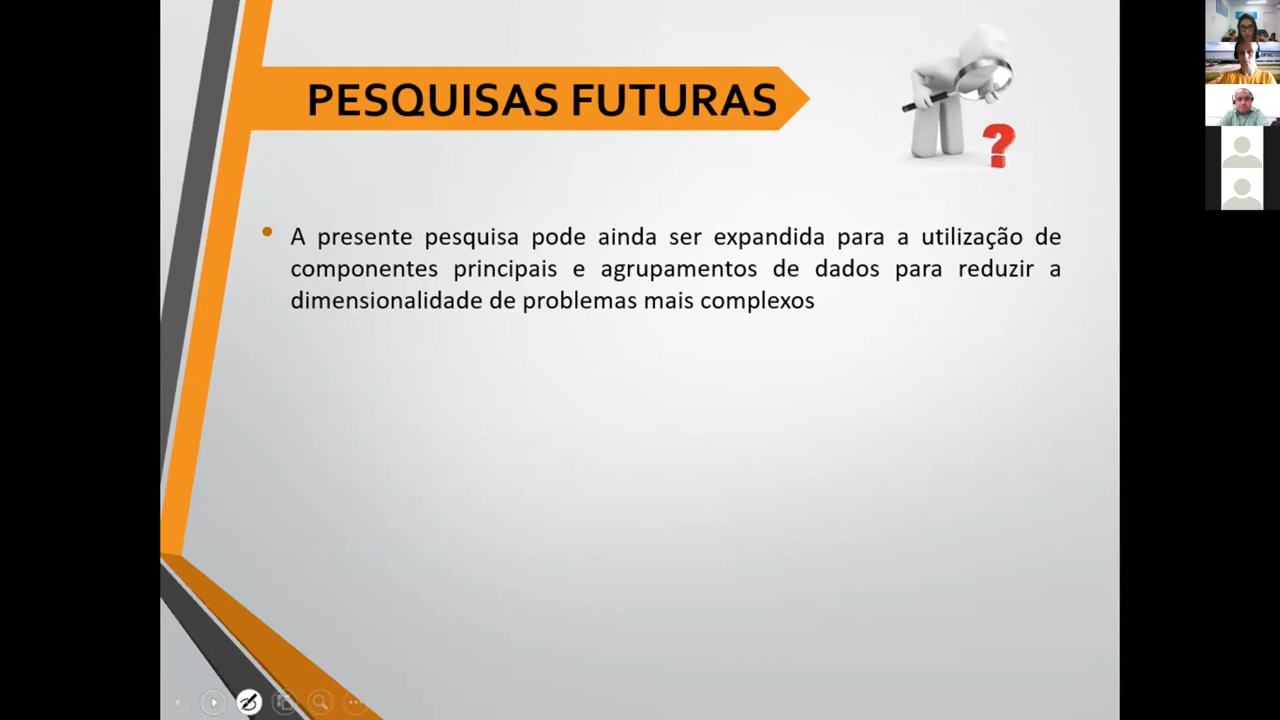 PESQUISAS FUTURAS
• A presente pesquisa pode ainda ser expandida para a utilização de
componentes principais e agrupamentos de dados para reduzir a
dimensionalidade de problemas mais complexos